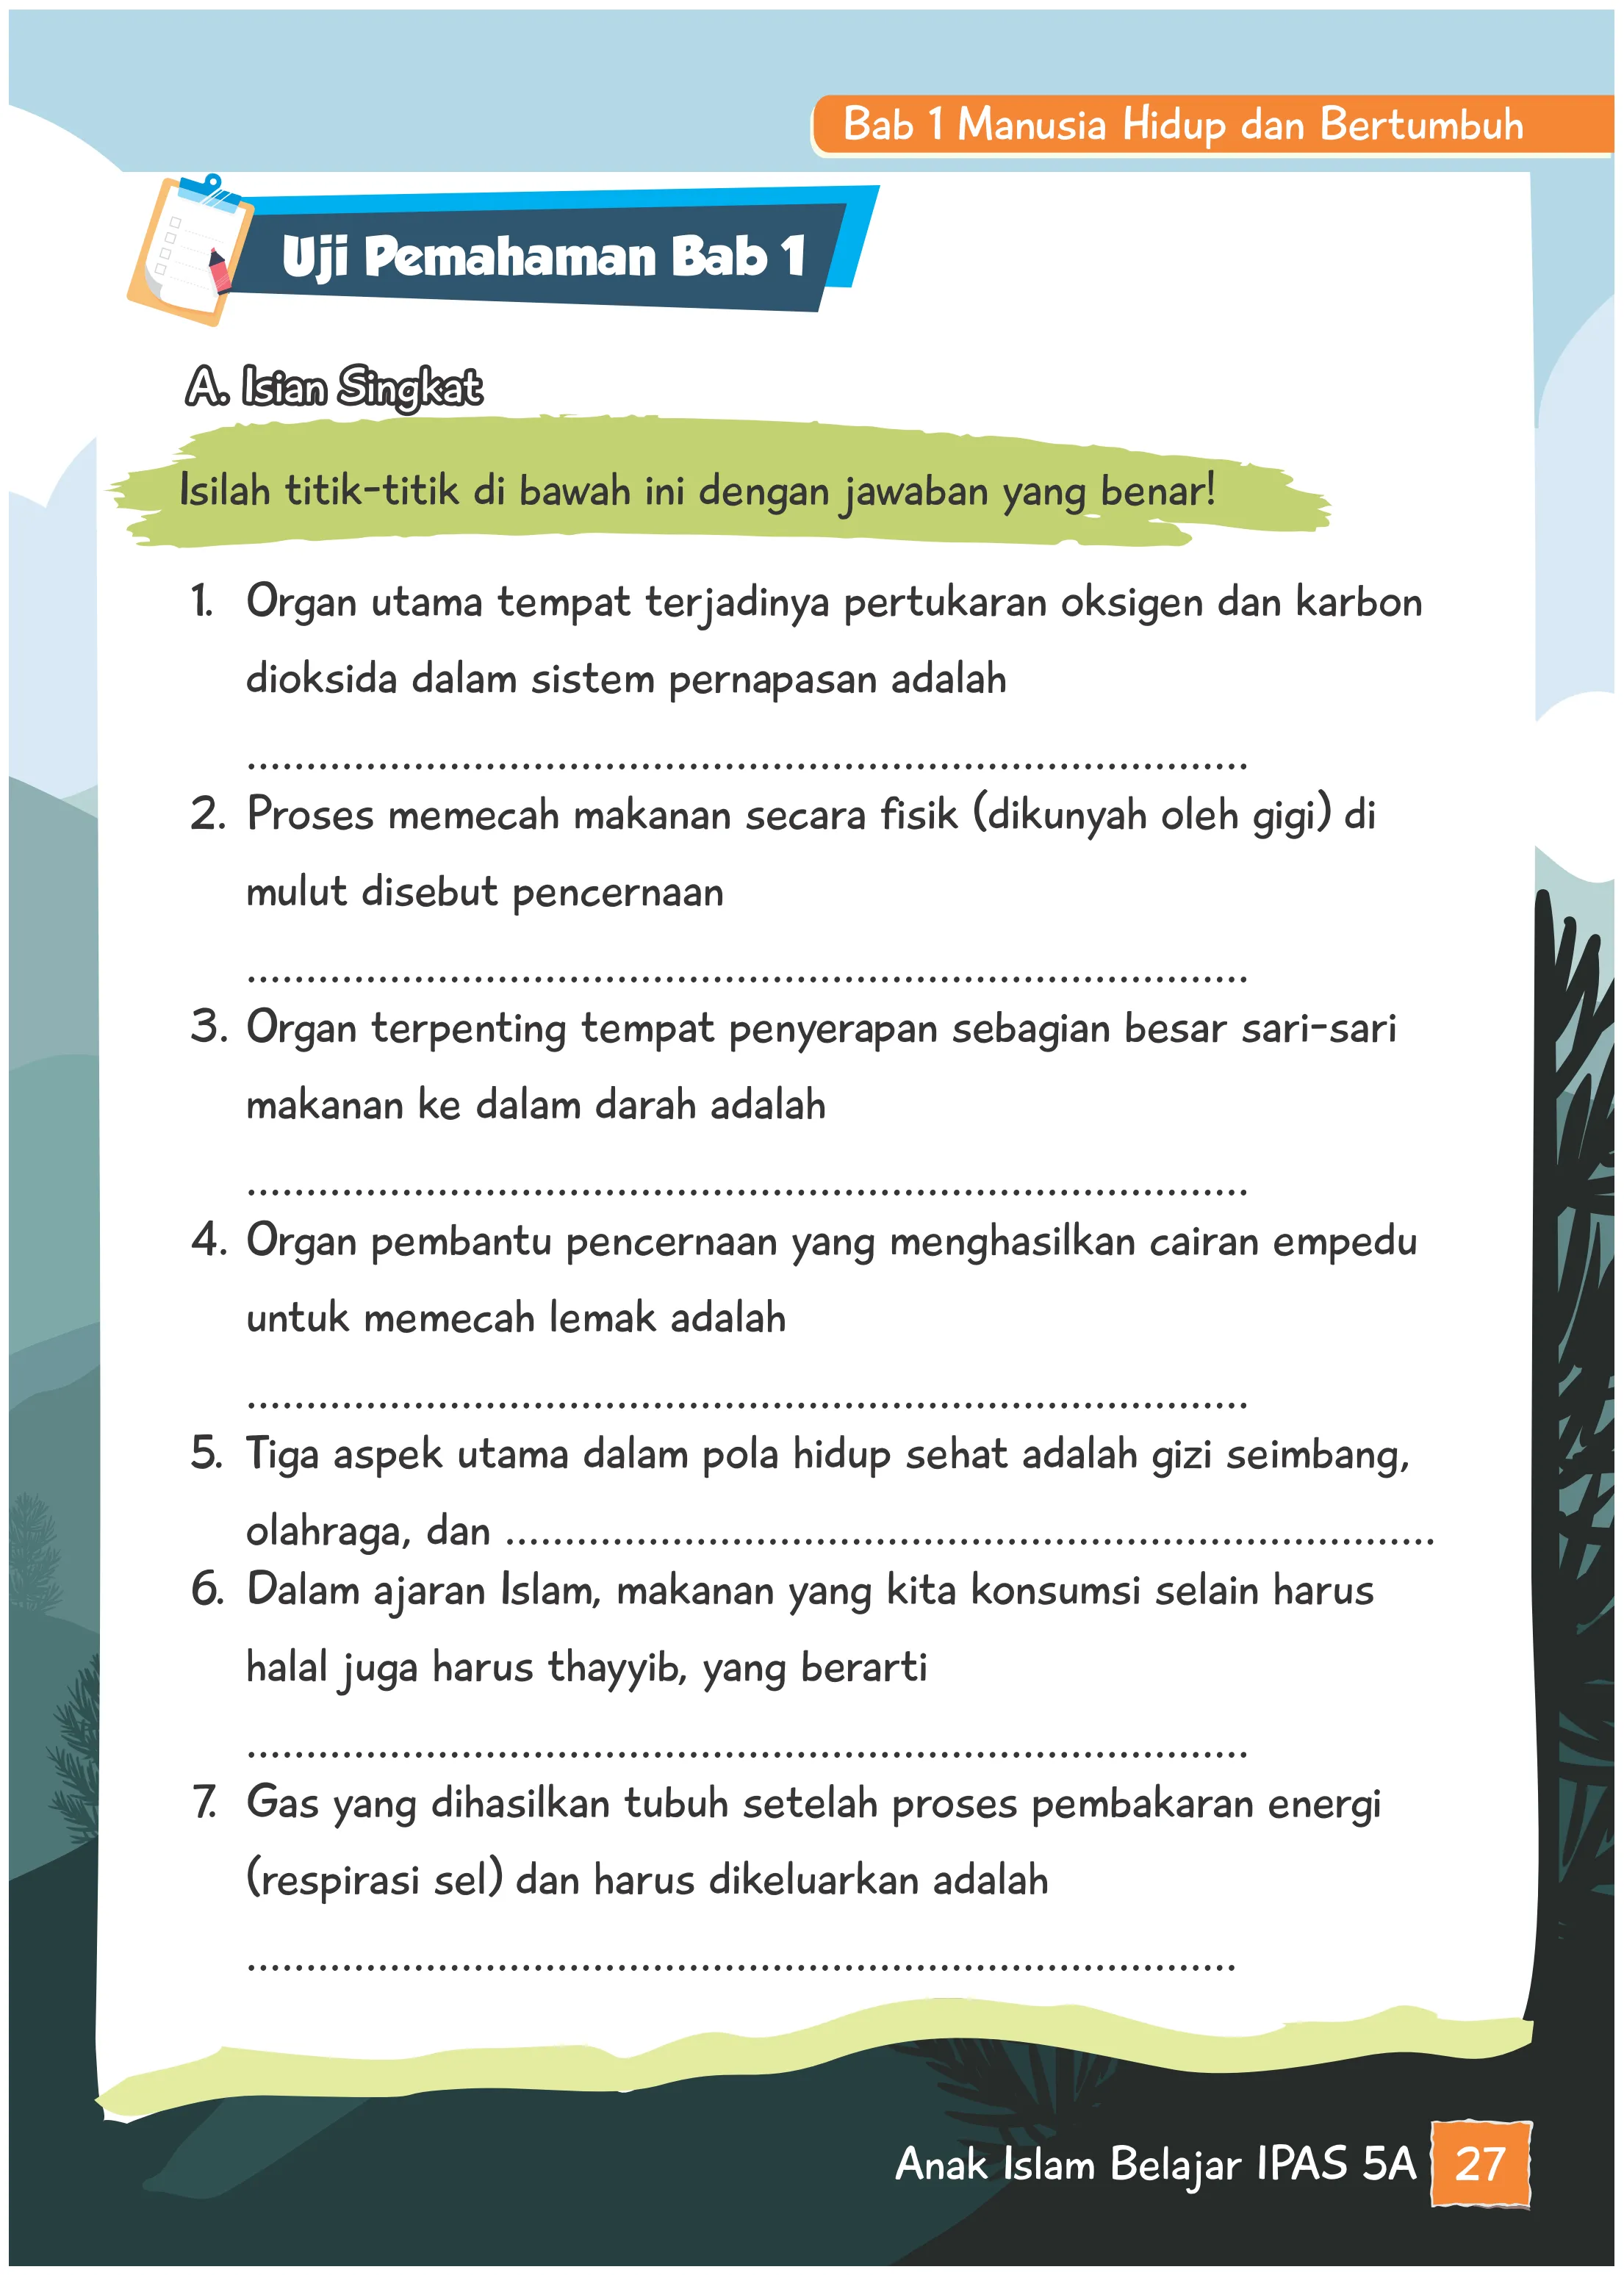 Bab 1 Manusia Hidup dan Bertumbuh
Uji Pemahaman Bab 1
A. Isian Singkat
Isilah titik-titik di bawah ini dengan jawaban yang benar!
1. Organ utama tempat terjadinya pertukaran oksigen dan karbon
dioksida dalam sistem pernapasan adalah
....................................................................................
2. Proses memecah makanan secara fisik (dikunyah oleh gigi) di
mulut disebut pencernaan
....................................................................................
3. Organ terpenting tempat penyerapan sebagian besar sari-sari
makanan ke dalam darah adalah
....................................................................................
4. Organ pembantu pencernaan yang menghasilkan cairan empedu
untuk memecah lemak adalah
....................................................................................
5. Tiga aspek utama dalam pola hidup sehat adalah gizi seimbang,
olahraga, dan ..............................................................................
6. Dalam ajaran Islam, makanan yang kita konsumsi selain harus
halal juga harus thayyib, yang berarti
....................................................................................
7. Gas yang dihasilkan tubuh setelah proses pembakaran energi
(respirasi sel) dan harus dikeluarkan adalah
...................................................................................
Anak Islam Belajar IPAS 5A 27